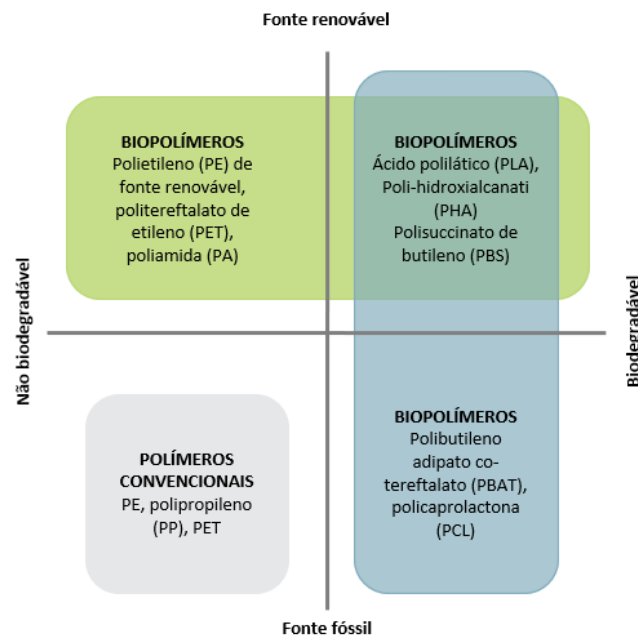 Fonte renovável
BIOPOLÍMEROS
Polietileno (PE) de
fonte renovável,
politereftalato de
etileno (PET),
poliamida (PA)
BIOPOLÍMEROS
Ácido polilático (PLA),
Poli-hidroxialcanati
(PHA)
Polisuccinato de
butileno (PBS)
Não biodegradável
Biodegradável
POLÍMEROS
CONVENCIONAIS
PE, polipropileno
(PP), PET
BIOPOLÍMEROS
Polibutileno
adipato co-
tereftalato (PBAT),
policaprolactona
(PCL)
Fonte fóssil